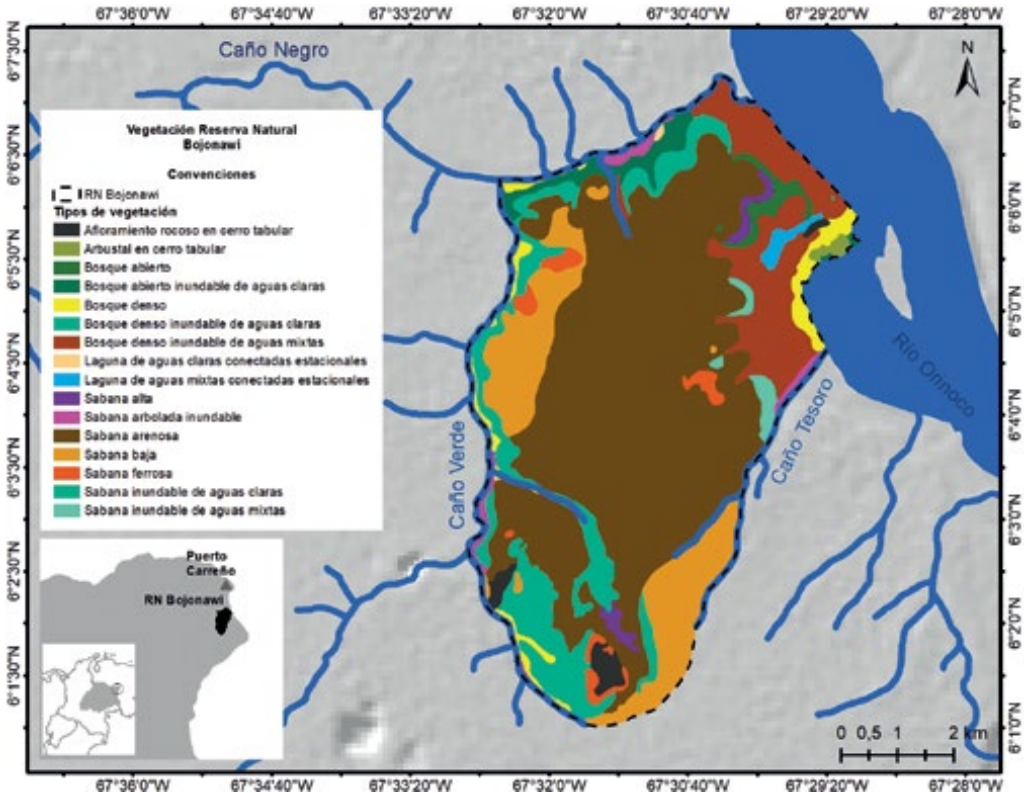 67°36'0"W 67°34'0"W 67°33'20"W 67°32'0"W 67°30'40"W 67°29'20"W 67°28'0"W
Caño Negro
N
6°7'30"N
6°6'30"N
6°5'30"N
6°4'30"N
6°3'30"N
6°2'30"N
6°1'30"N
Vegetación Reserva Natural
Bojonawi
Convenciones
RN Bojonawi
Tipos de vegetación
Afloramiento rocoso en cerro tabular
Arbustal en cerro tabular
Bosque abierto
Bosque abierto inundable de aguas claras
Bosque denso
Bosque denso inundable de aguas claras
Bosque denso inundable de aguas mixtas
Laguna de aguas claras conectadas estacionales
Laguna de aguas mixtas conectadas estacionales
Sabana alta
Sabana arbolada inundable
Sabana arenosa
Sabana baja
Sabana ferrosa
Sabana inundable de aguas claras
Sabana inundable de aguas mixtas
Caño Verde
Caño Tesoro
Río Orinoco
Puerto
Carreño
RN Bojonawi
6°7'0"N
6°6'0"N
6°5'0"N
6°4'0"N
6°3'0"N
6°2'0"N
6°1'0"N
0 0,5 1 2 km
67°36'0"W 67°34'40"W 67°33'20"W 67°32'0"W 67°30'40"W 67°29'20"W 67°28'0"W